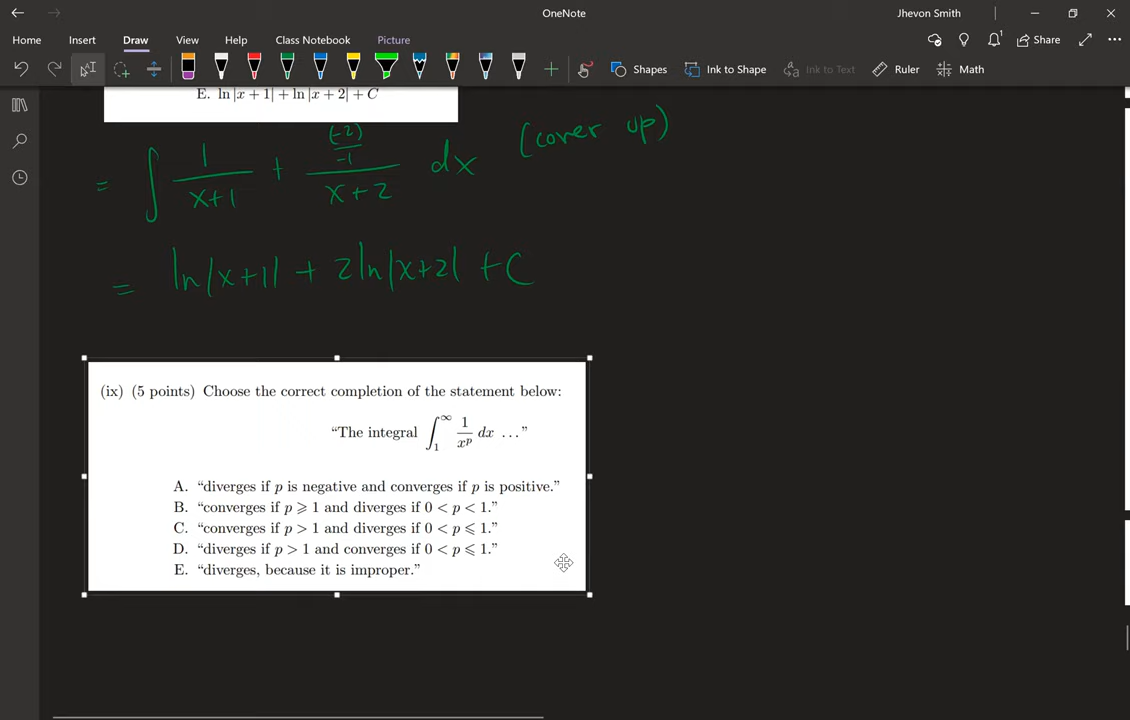 OneNote
Jhevon Smith
Home Insert Draw View Help Class Notebook Picture
Share
Shapes Ink to Shape Ink to Text Ruler Math
E. ln |x + 1| + ln |x + 2| + C
= ∫ 1/(x+1) + ((-2)/-1)/(x+2) dx (cover up)
= ln|x+1| + 2ln|x+2| + C
(ix) (5 points) Choose the correct completion of the statement below:
“The integral ∫₁^∞ 1/x^p dx ...”
A. “diverges if p is negative and converges if p is positive.”
B. “converges if p ⩾ 1 and diverges if 0 < p < 1.”
C. “converges if p > 1 and diverges if 0 < p ⩽ 1.”
D. “diverges if p > 1 and converges if 0 < p ⩽ 1.”
E. “diverges, because it is improper.”